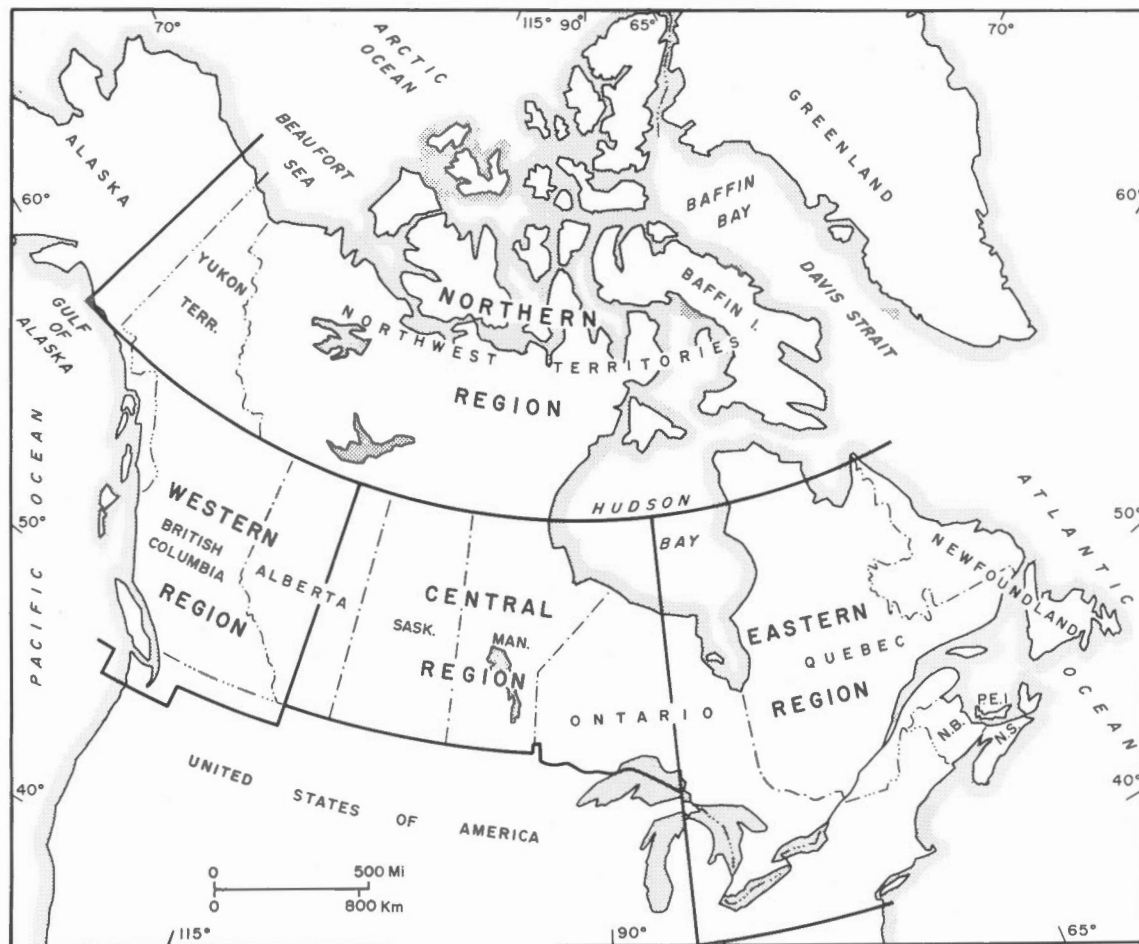 70° 115° 90° 65° 70°
ARCTIC
OCEAN
GREENLAND
ALASKA
BEAUFORT
SEA
60°
BAFFIN
BAY
60°
YUKON
TERR.
DAVIS STRAIT
BAFFIN I.
GULF
OF
ALASKA
NORTHERN
NORTHWEST TERRITORIES
REGION
PACIFIC OCEAN
50°
WESTERN
BRITISH
COLUMBIA
REGION
ALBERTA
HUDSON
BAY
50°
ATLANTIC
OCEAN
NEWFOUNDLAND
CENTRAL
SASK.
MAN.
REGION
EASTERN
QUEBEC
REGION
ONTARIO
P.E.I.
N.B.
N.S.
40°
40°
UNITED STATES OF AMERICA
0 500 Mi
0 800 Km
115° 90° 65°